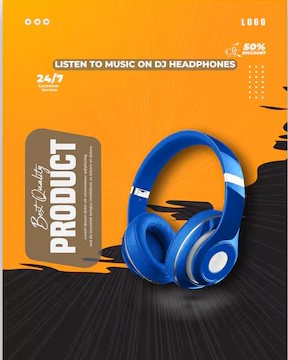 LOGO
50%
DISCOUNT
LISTEN TO MUSIC ON DJ HEADPHONES
24/7
Customer
Service
Best Quality
PRODUCT